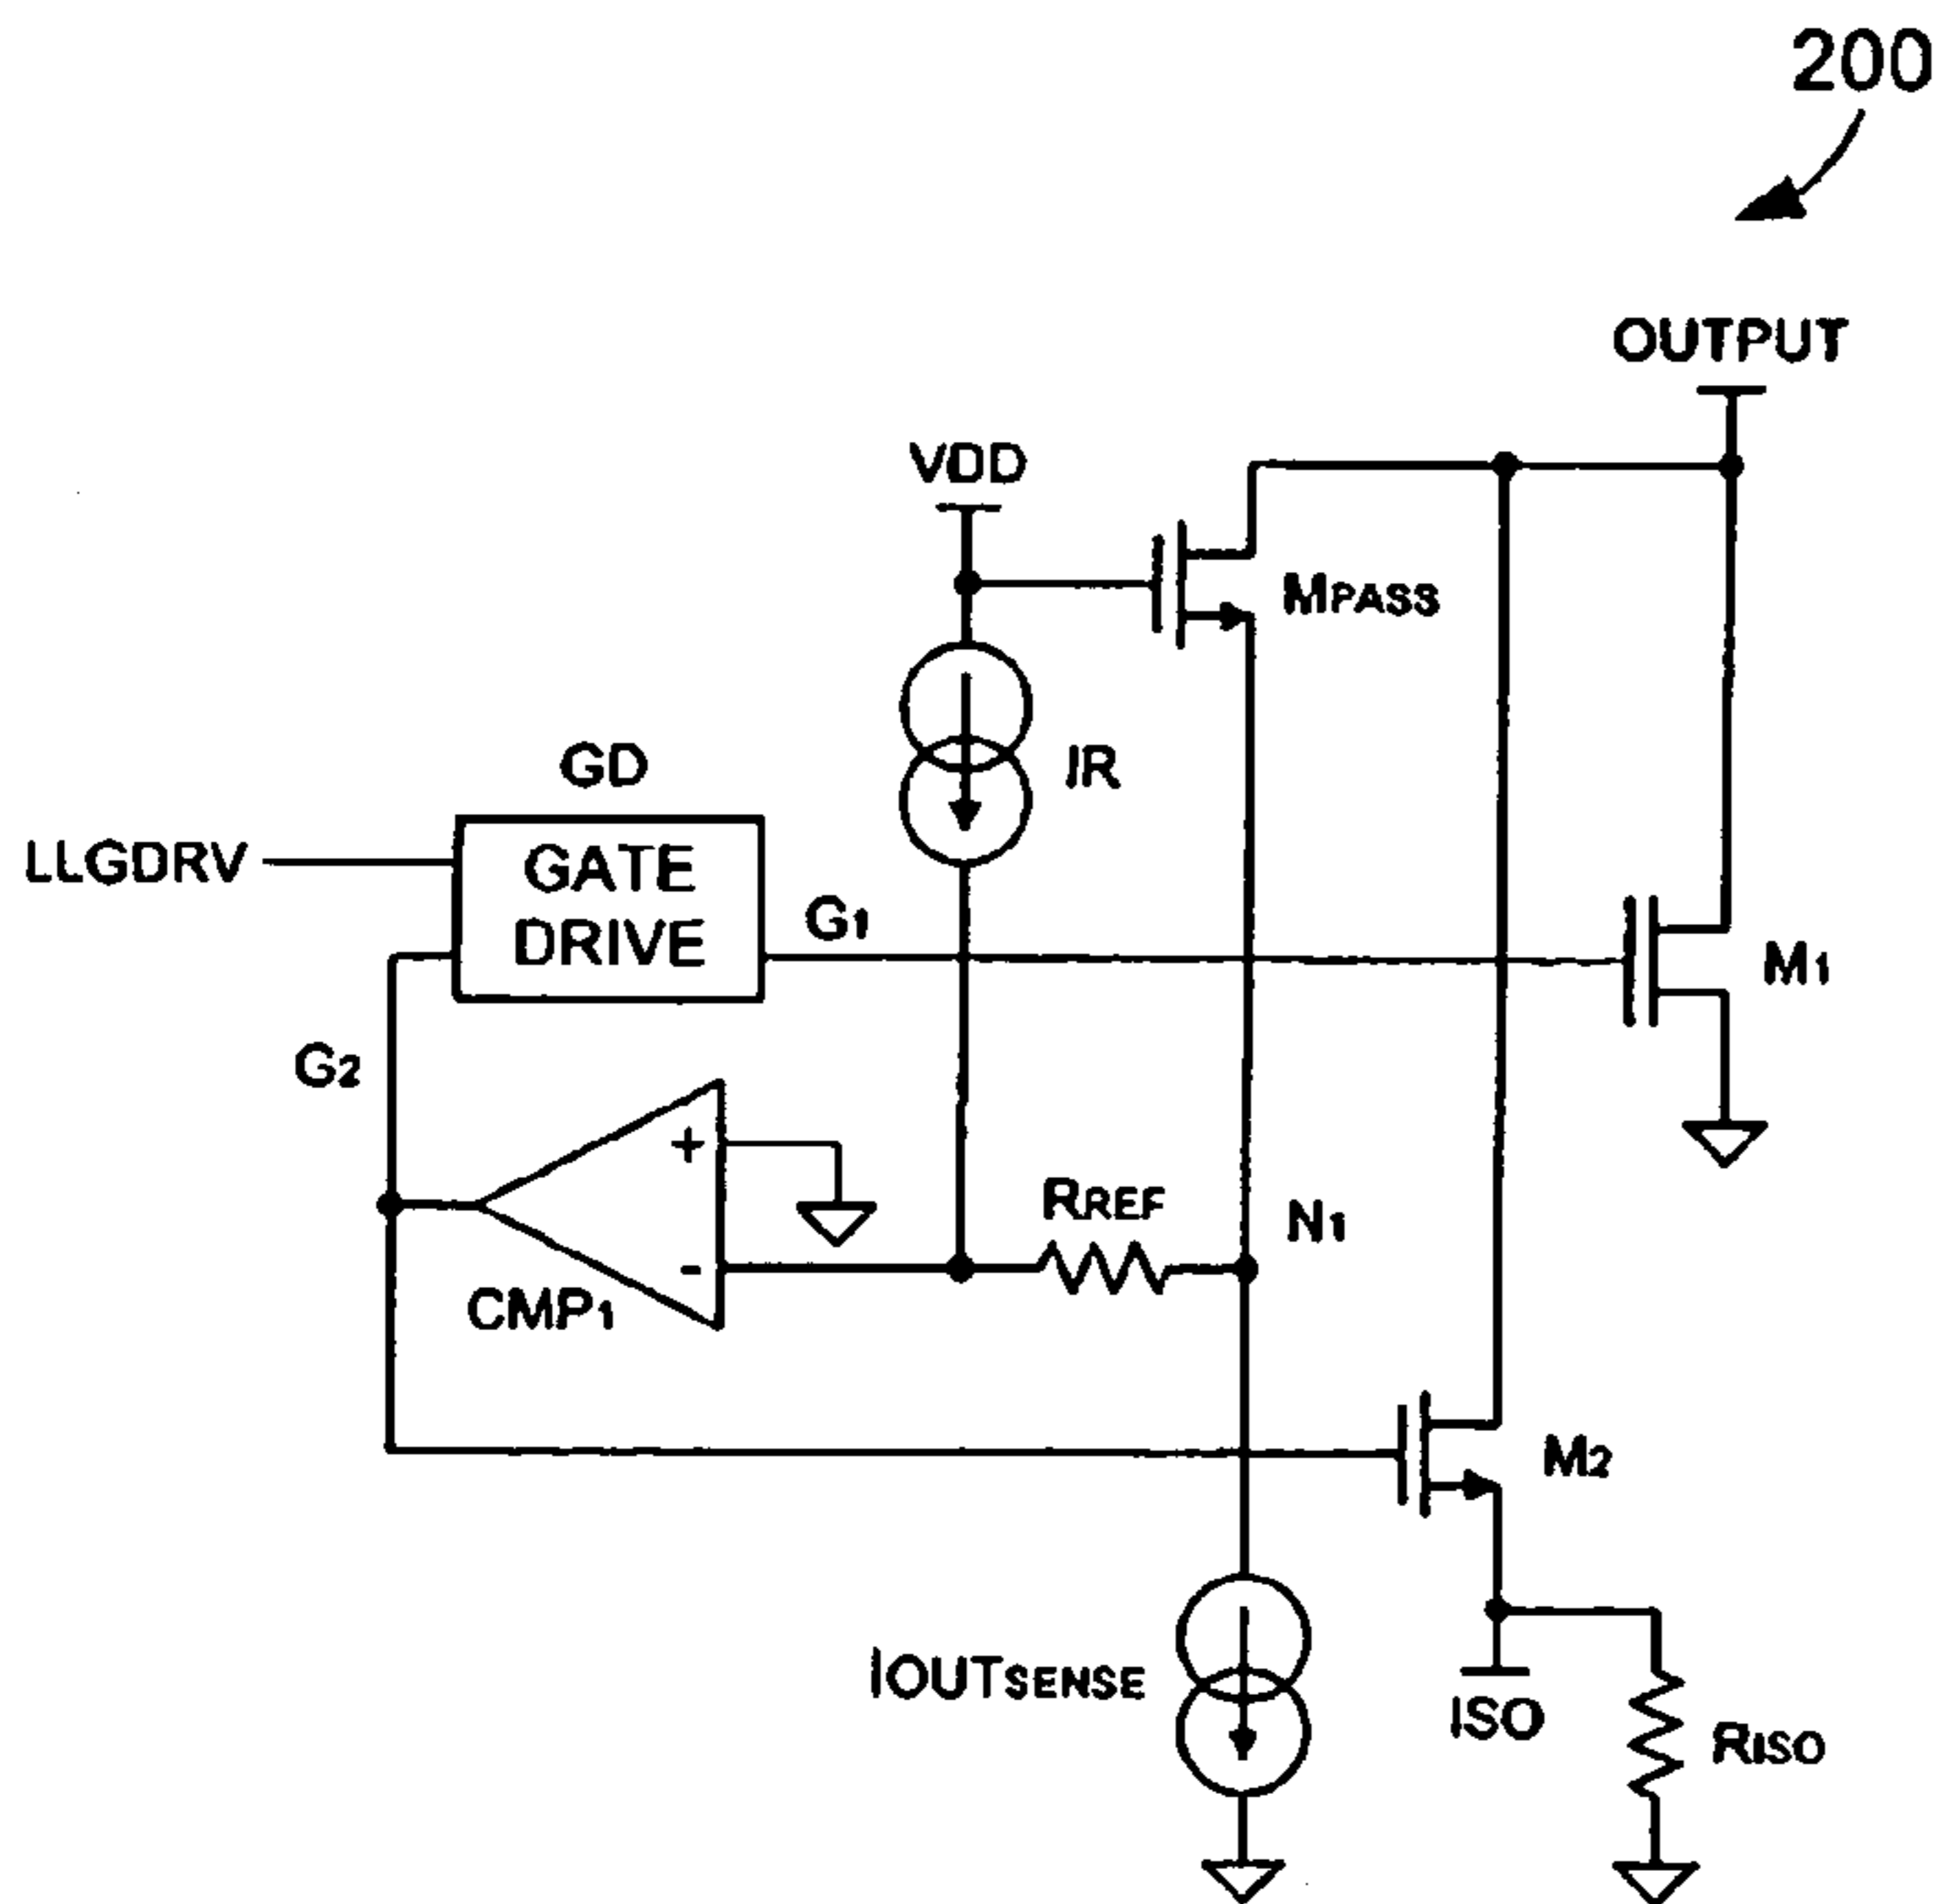 200
OUTPUT
VDD
MPASS
IR
GD
LLGDRV
GATE
DRIVE
G1
M1
G2
+
RREF
N1
-
CMP1
M2
IOUTSENSE
ISO
RISO